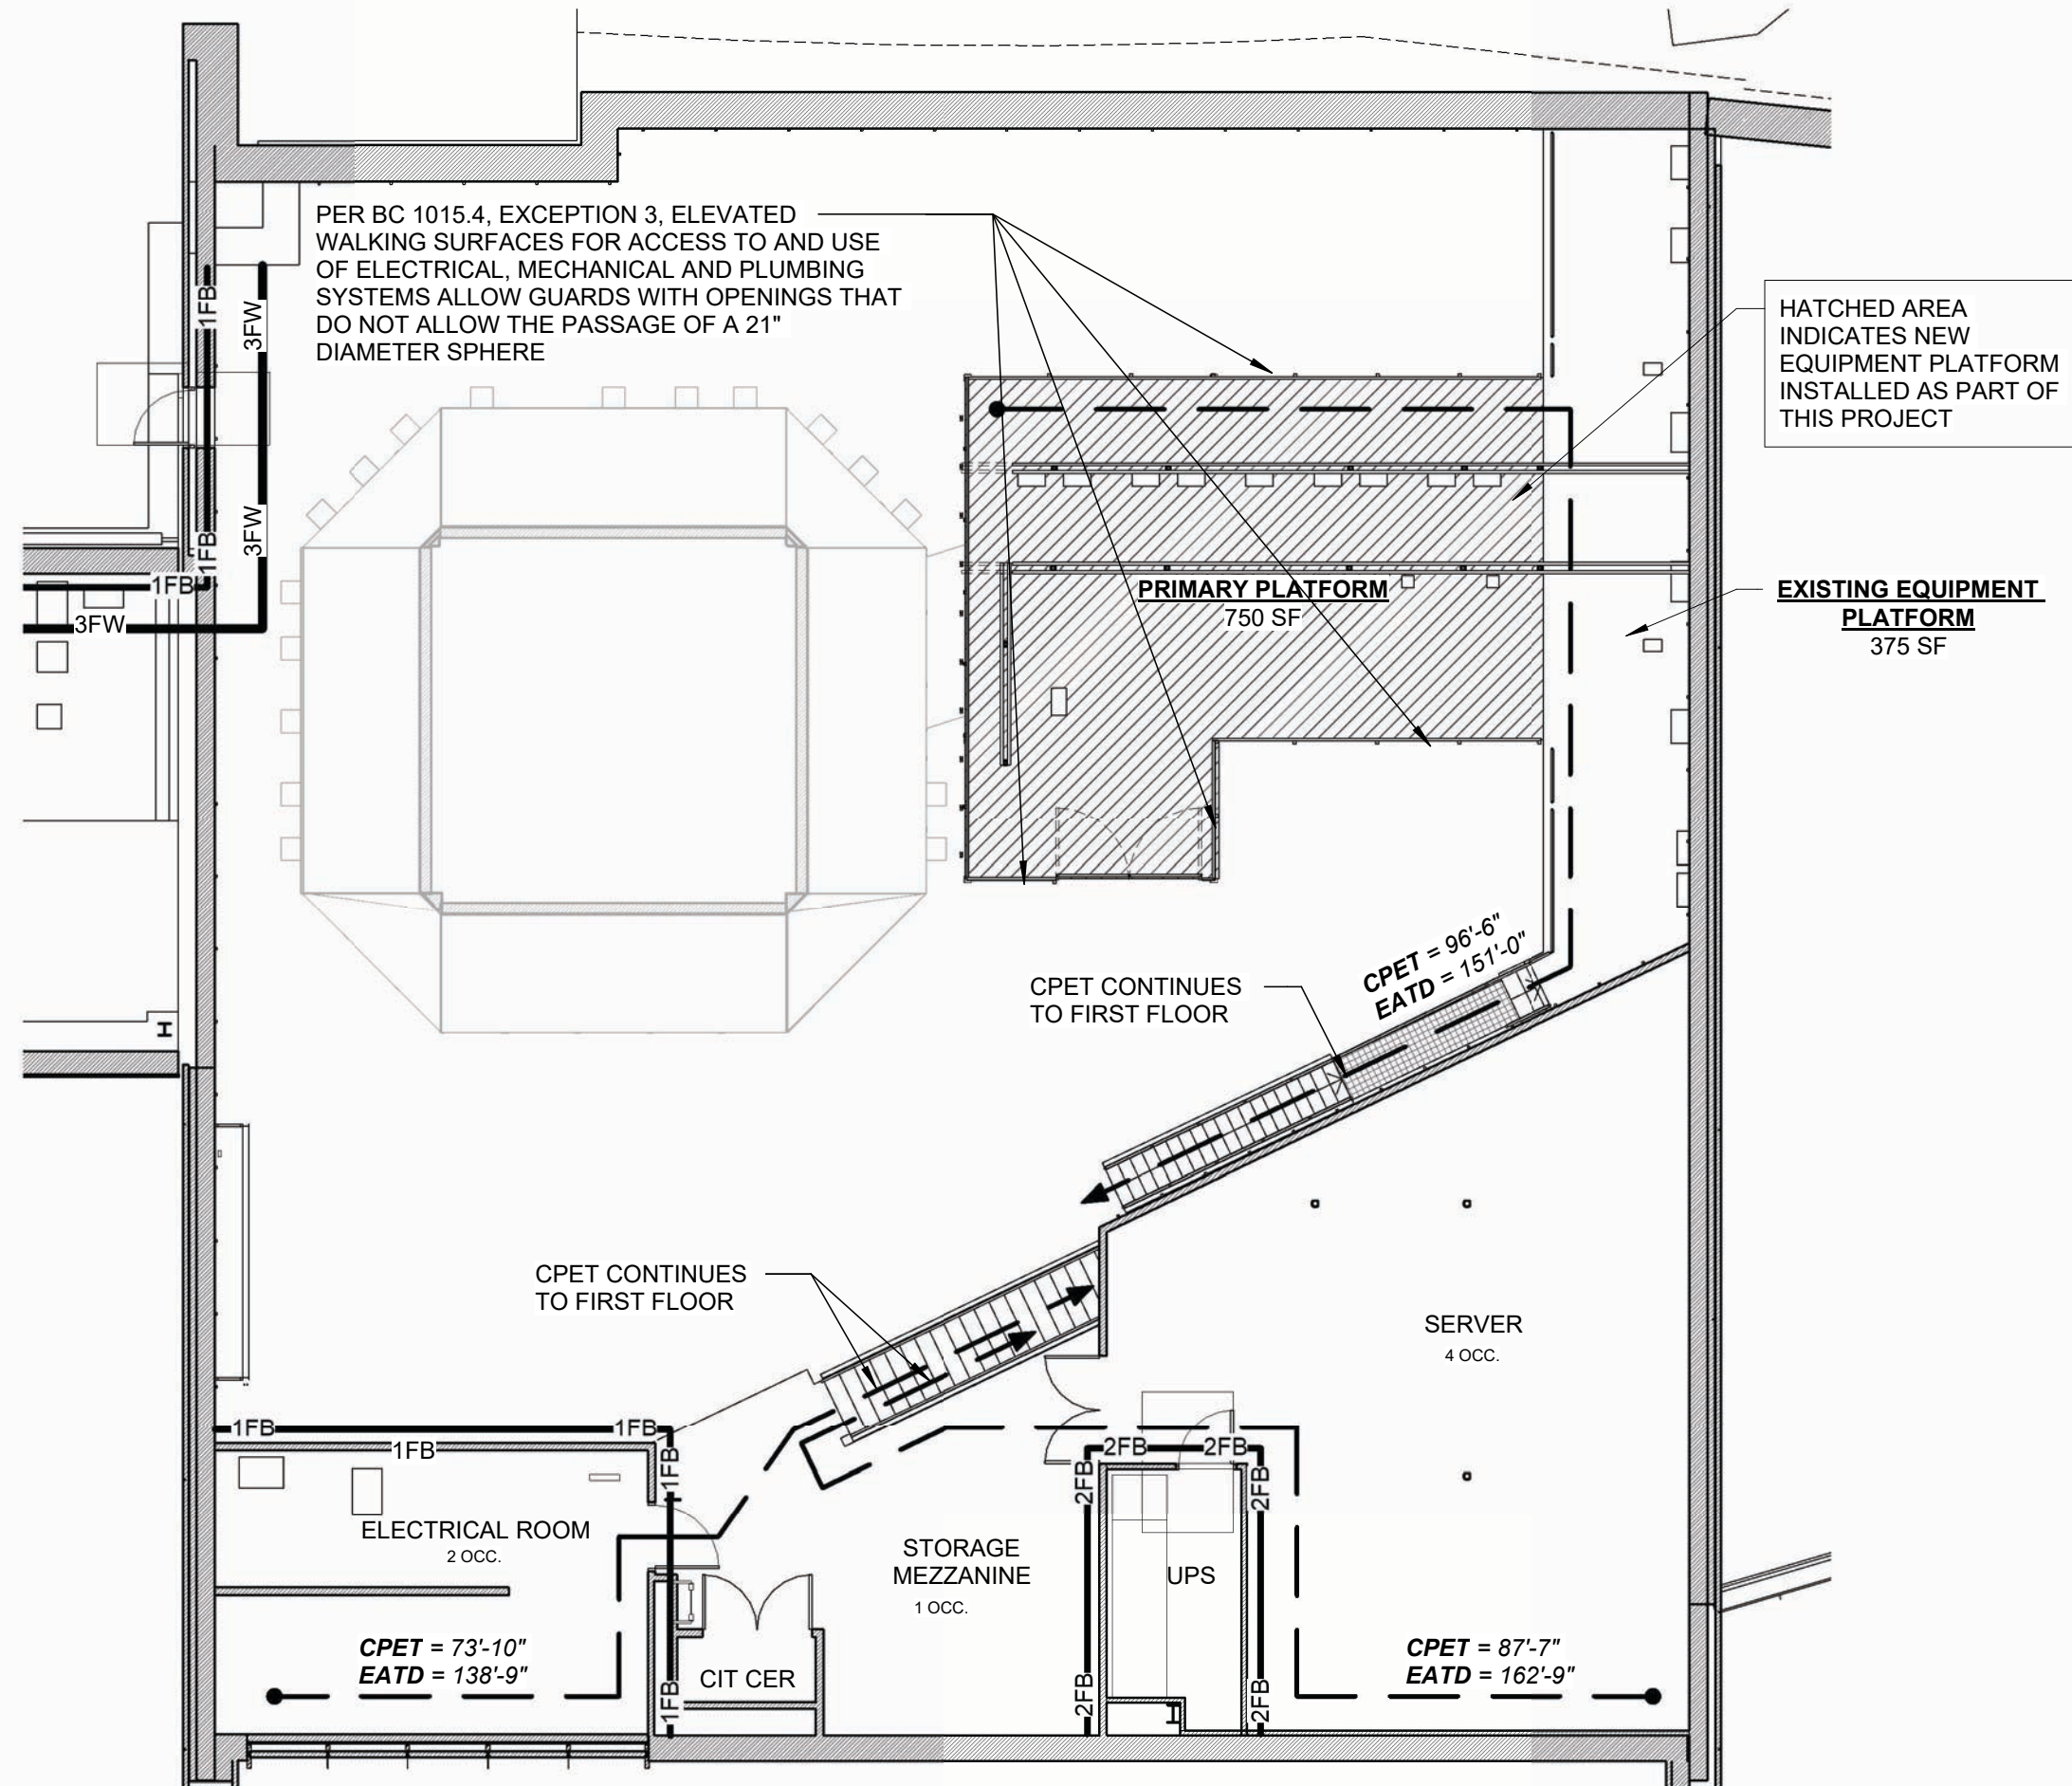 PER BC 1015.4, EXCEPTION 3, ELEVATED
WALKING SURFACES FOR ACCESS TO AND USE
OF ELECTRICAL, MECHANICAL AND PLUMBING
SYSTEMS ALLOW GUARDS WITH OPENINGS THAT
DO NOT ALLOW THE PASSAGE OF A 21"
DIAMETER SPHERE
HATCHED AREA
INDICATES NEW
EQUIPMENT PLATFORM
INSTALLED AS PART OF
THIS PROJECT
1FB
3FW
3FW
1FB
1FB
3FW
PRIMARY PLATFORM
750 SF
EXISTING EQUIPMENT
PLATFORM
375 SF
CPET = 96'-6"
EATD = 151'-0"
CPET CONTINUES
TO FIRST FLOOR
CPET CONTINUES
TO FIRST FLOOR
SERVER
4 OCC.
1FB
1FB
1FB
1FB
2FB
2FB
2FB
2FB
ELECTRICAL ROOM
2 OCC.
STORAGE
MEZZANINE
1 OCC.
UPS
CPET = 73'-10"
EATD = 138'-9"
CIT CER
1FB
2FB
2FB
CPET = 87'-7"
EATD = 162'-9"